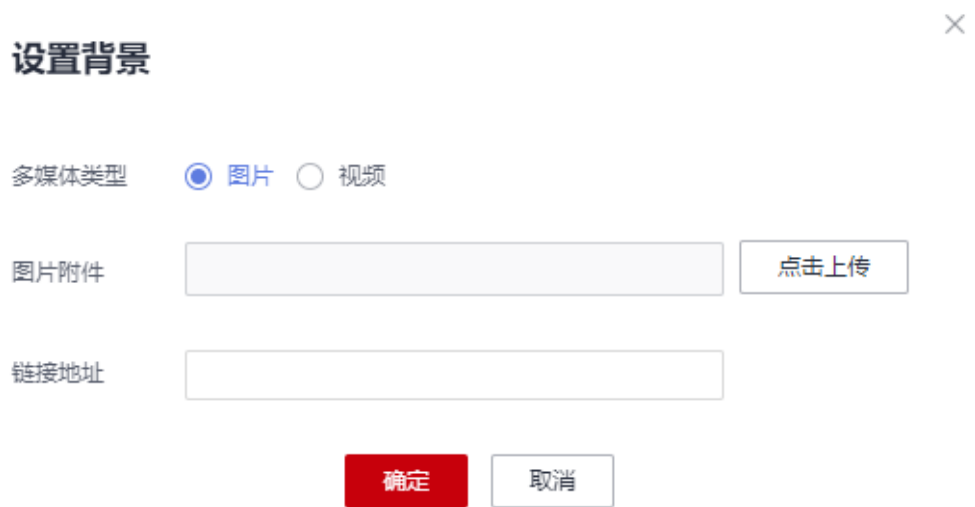 设置背景
多媒体类型 图片 视频
图片附件 点击上传
链接地址
确定 取消